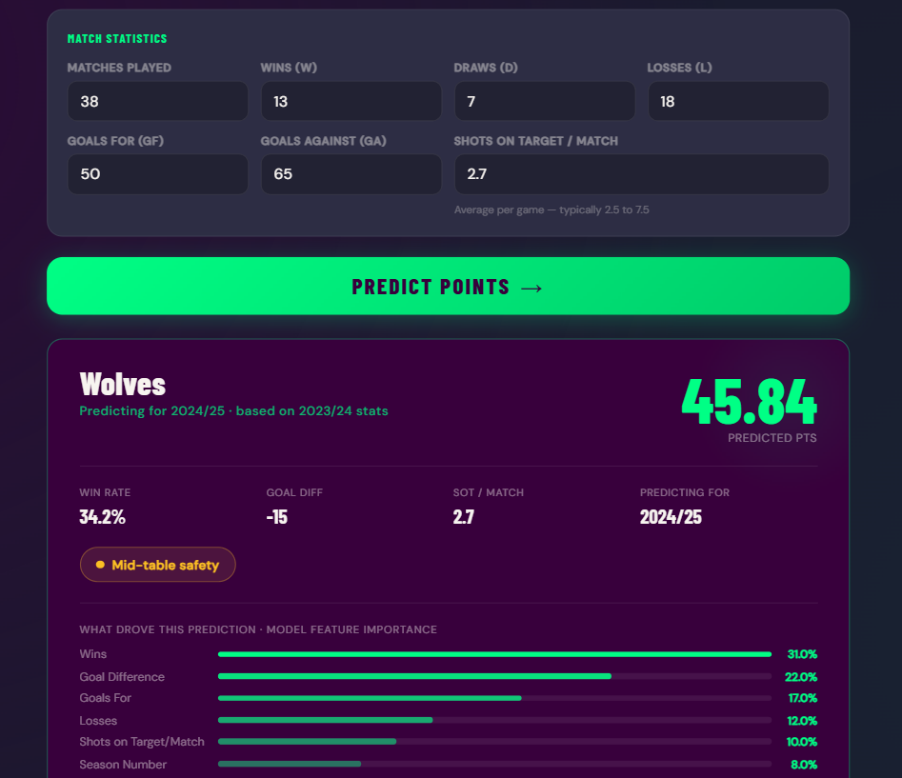 MATCH STATISTICS
MATCHES PLAYED WINS (W) DRAWS (D) LOSSES (L)
38 13 7 18
GOALS FOR (GF) GOALS AGAINST (GA) SHOTS ON TARGET / MATCH
50 65 2.7
Average per game — typically 2.5 to 7.5
PREDICT POINTS →
Wolves 45.84
Predicting for 2024/25 · based on 2023/24 stats
PREDICTED PTS
WIN RATE GOAL DIFF SOT / MATCH PREDICTING FOR
34.2% -15 2.7 2024/25
Mid-table safety
WHAT DROVE THIS PREDICTION · MODEL FEATURE IMPORTANCE
Wins 31.0%
Goal Difference 22.0%
Goals For 17.0%
Losses 12.0%
Shots on Target/Match 10.0%
Season Number 8.0%